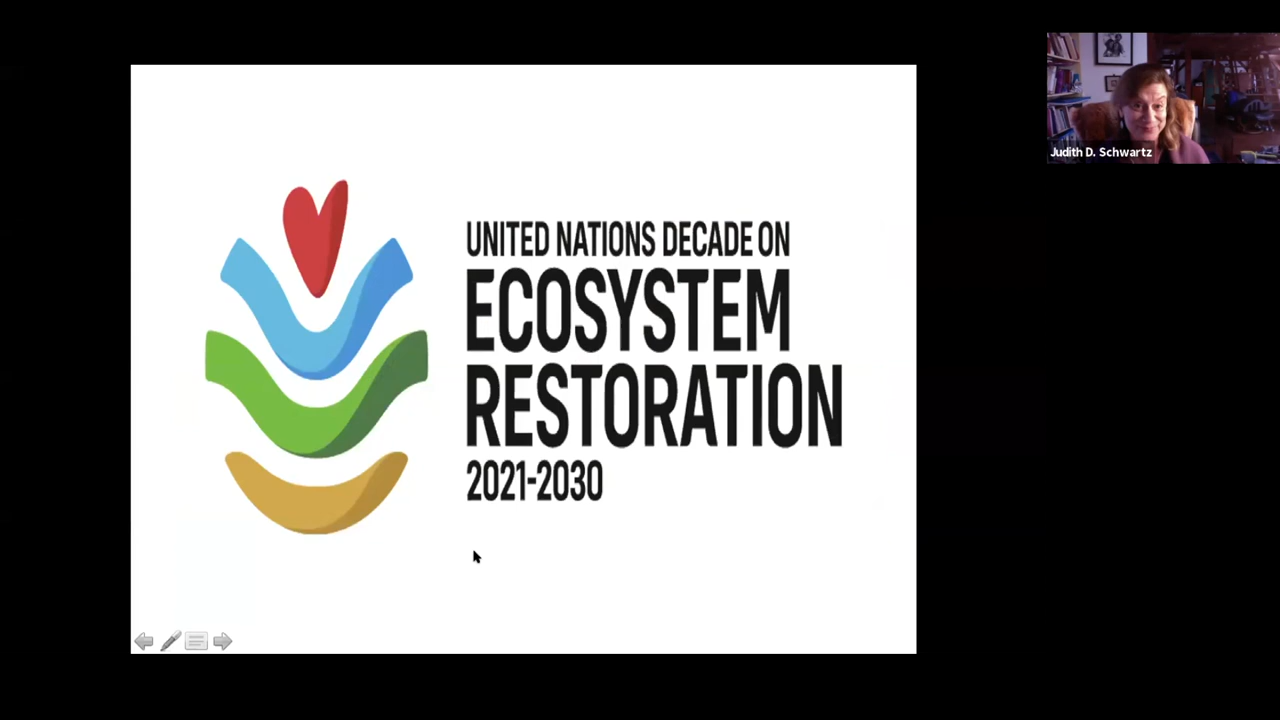 UNITED NATIONS DECADE ON
ECOSYSTEM
RESTORATION
2021-2030
Judith D. Schwartz